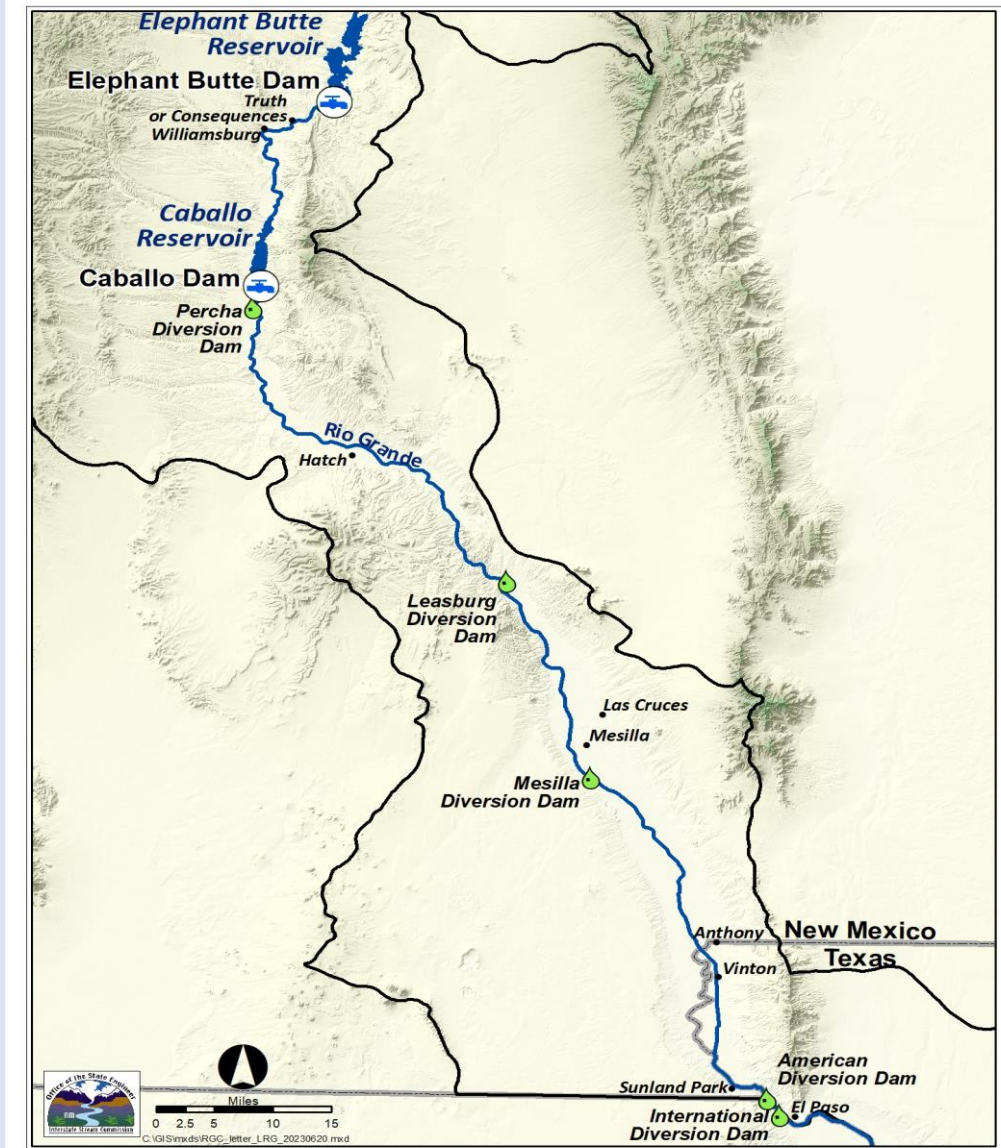 Elephant Butte
Reservoir
Elephant Butte Dam
Truth
or Consequences
Williamsburg
Caballo
Reservoir
Caballo Dam
Percha
Diversion
Dam
Rio Grande
Hatch
Leasburg
Diversion
Dam
Las Cruces
Mesilla
Mesilla
Diversion Dam
Anthony
New Mexico
Texas
Vinton
American
Diversion Dam
Sunland Park
El Paso
International
Diversion Dam
Office of the State Engineer
Interstate Stream Commission
Miles
0 2.5 5 10 15
C:\GIS\mxds\RGC_letter_LRG_20230620.mxd